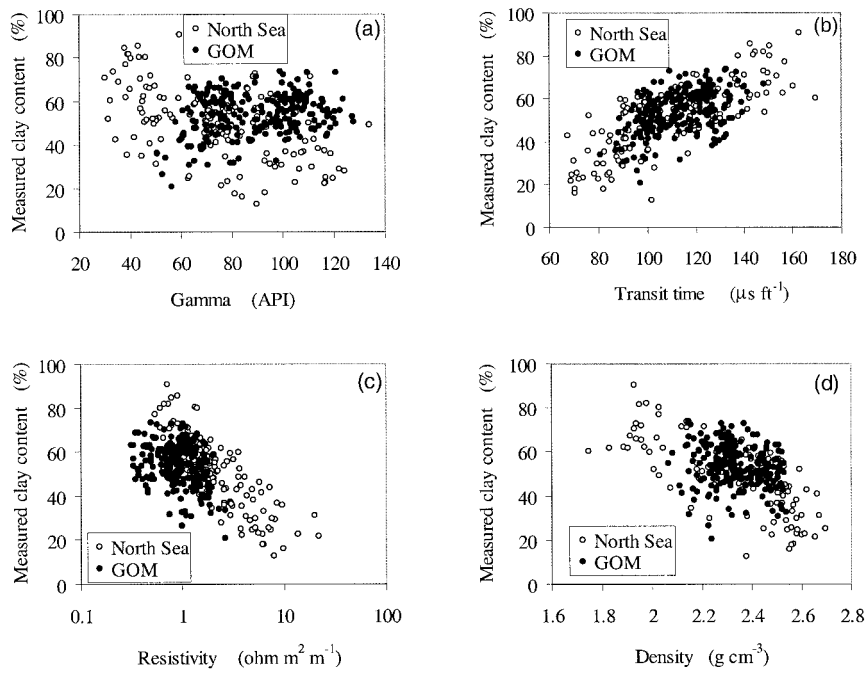 North Sea
GOM
(a)
100
80
60
40
20
0
20 40 60 80 100 120 140
Measured clay content (%)
Gamma (API)
North Sea
GOM
(b)
100
80
60
40
20
0
60 80 100 120 140 160 180
Measured clay content (%)
Transit time (μs ft⁻¹)
(c)
100
80
60
40
20
0
North Sea
GOM
0.1 1 10 100
Measured clay content (%)
Resistivity (ohm m² m⁻¹)
(d)
100
80
60
40
20
0
North Sea
GOM
1.6 1.8 2 2.2 2.4 2.6 2.8
Measured clay content (%)
Density (g cm⁻³)